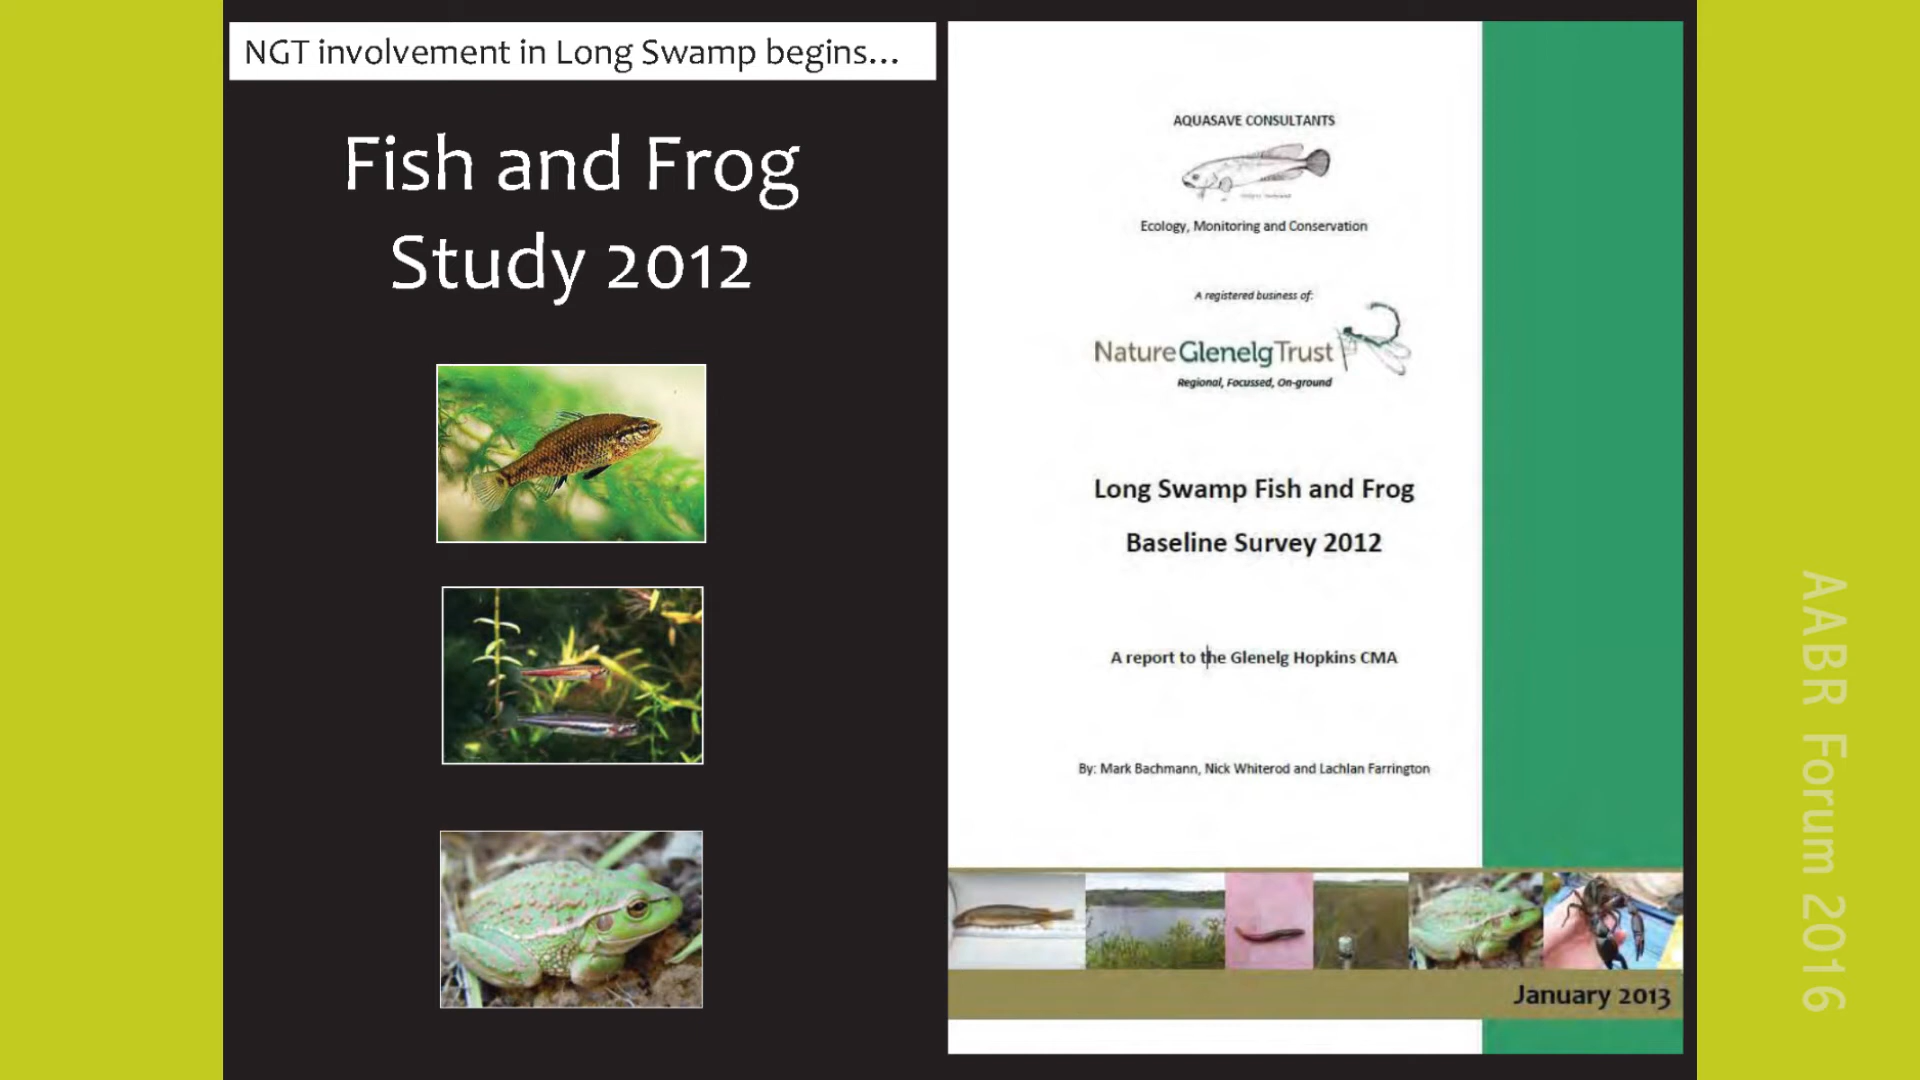 NGT involvement in Long Swamp begins...
Fish and Frog
Study 2012
AQUASAVE CONSULTANTS
Ecology, Monitoring and Conservation
A registered business of:
NatureGlenelgTrust
Regional, Focussed, On-ground
Long Swamp Fish and Frog
Baseline Survey 2012
A report to the Glenelg Hopkins CMA
By: Mark Bachmann, Nick Whiterod and Lachlan Farrington
January 2013
AABR Forum 2016